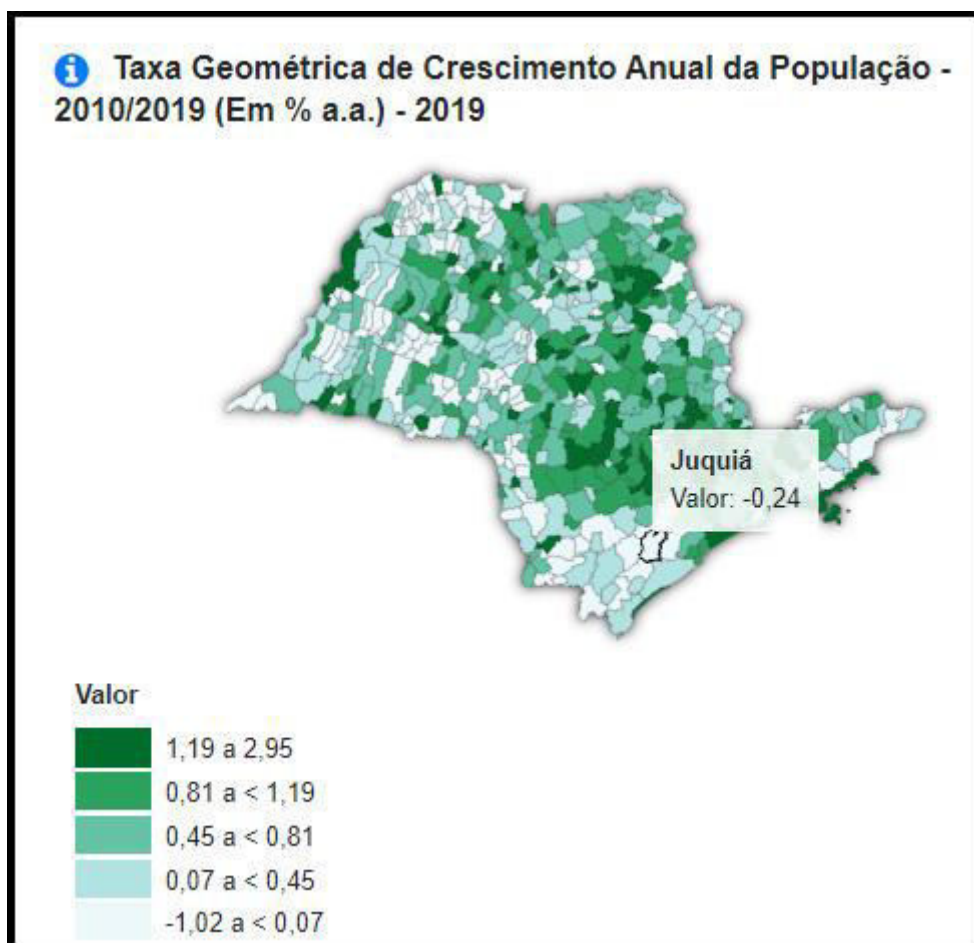 Taxa Geométrica de Crescimento Anual da População -
2010/2019 (Em % a.a.) - 2019
Juquiá
Valor: -0,24
Valor
1,19 a 2,95
0,81 a < 1,19
0,45 a < 0,81
0,07 a < 0,45
-1,02 a < 0,07